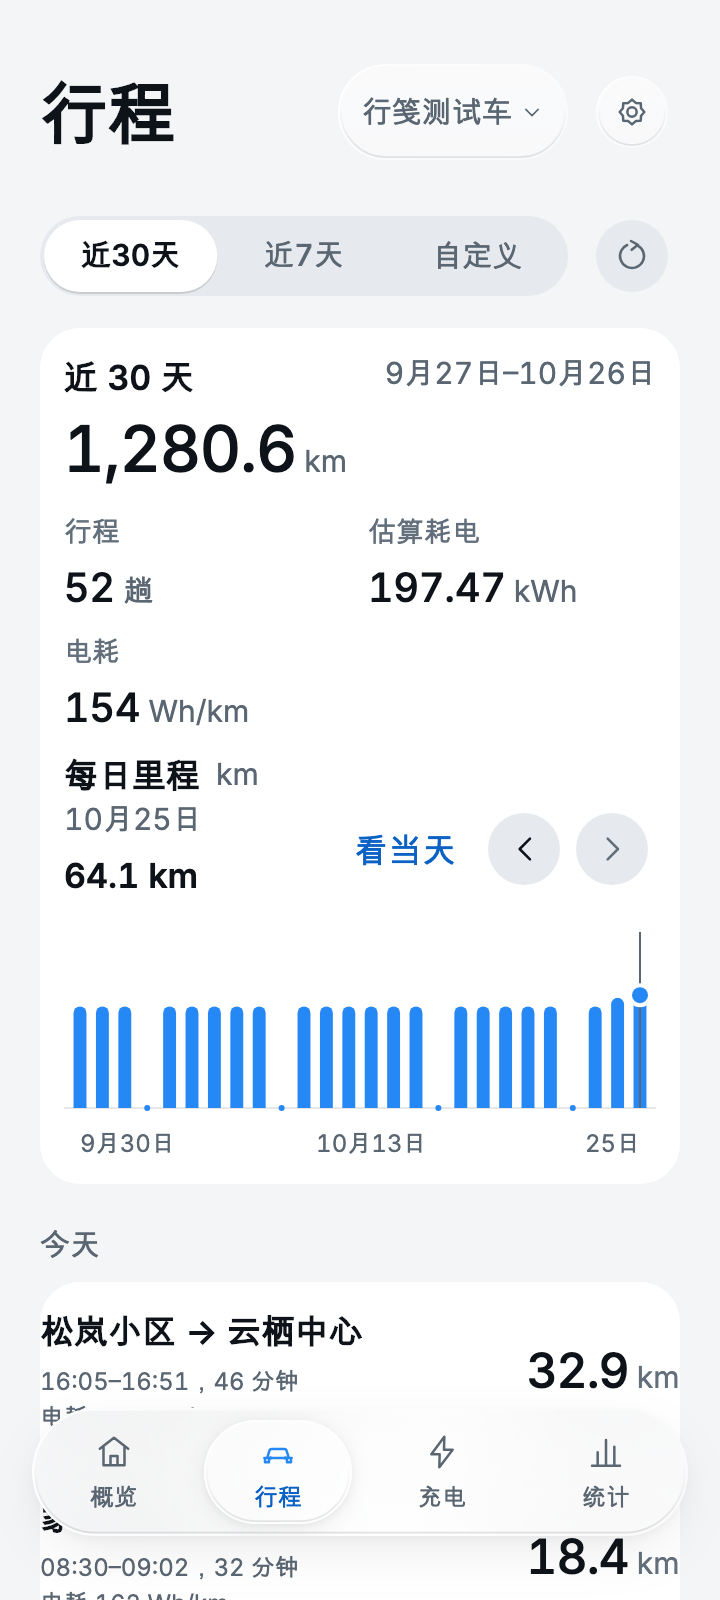 行程
行笺测试车
近30天
近7天
自定义
近 30 天
9月27日–10月26日
1,280.6 km
行程
估算耗电
52 趟
197.47 kWh
电耗
154 Wh/km
每日里程 km
10月25日
64.1 km
看当天
9月30日
10月13日
25日
今天
松岚小区 → 云栖中心
16:05–16:51，46 分钟
32.9 km
概览
行程
充电
统计
08:30–09:02，32 分钟
18.4 km
电耗 162 Wh/km